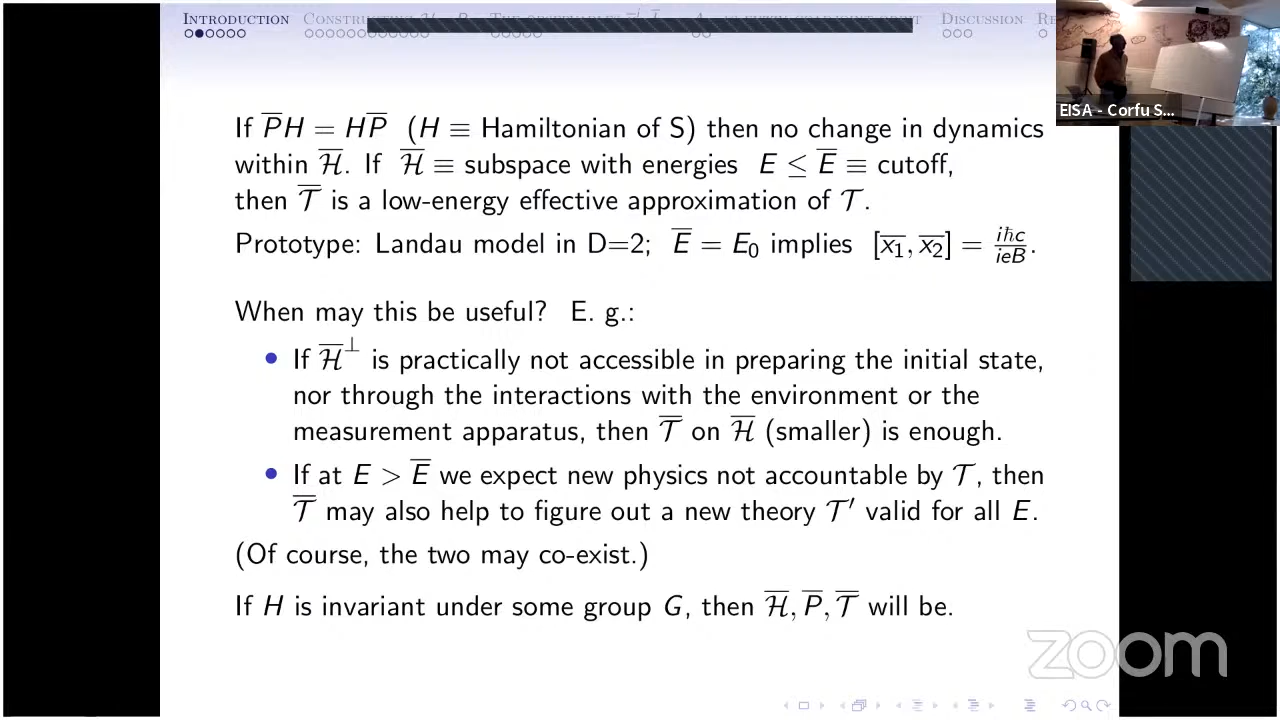 Introduction
Discussion
EISA - Corfu S...
If P̅H = HP̅ (H ≡ Hamiltonian of S) then no change in dynamics
within ℋ̅. If ℋ̅ ≡ subspace with energies E ≤ E̅ ≡ cutoff,
then 𝒯̅ is a low-energy effective approximation of 𝒯.
Prototype: Landau model in D=2; E̅ = E₀ implies [x̅₁, x̅₂] = iħc/ieB.
When may this be useful? E. g.:
• If ℋ̅^⊥ is practically not accessible in preparing the initial state,
nor through the interactions with the environment or the
measurement apparatus, then 𝒯̅ on ℋ̅ (smaller) is enough.
• If at E > E̅ we expect new physics not accountable by 𝒯, then
𝒯̅ may also help to figure out a new theory 𝒯′ valid for all E.
(Of course, the two may co-exist.)
If H is invariant under some group G, then ℋ̅, P̅, 𝒯̅ will be.
zoom